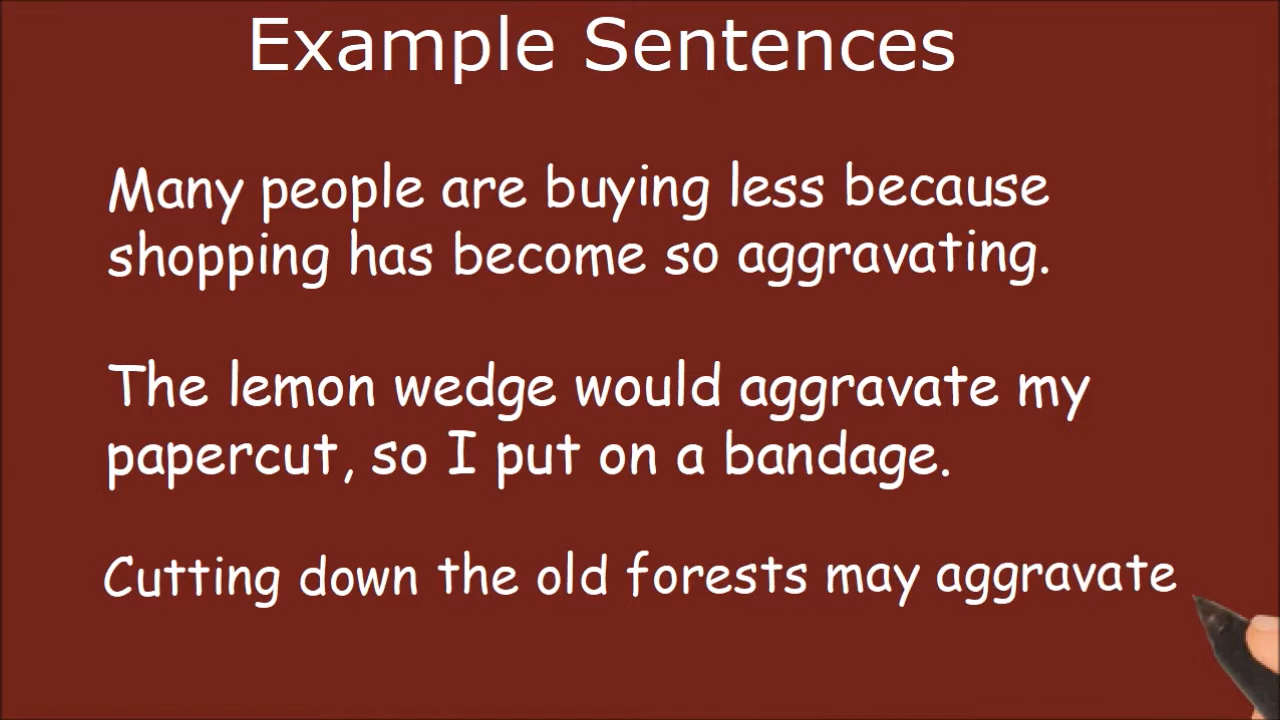 Example Sentences
Many people are buying less because
shopping has become so aggravating.
The lemon wedge would aggravate my
papercut, so I put on a bandage.
Cutting down the old forests may aggravate